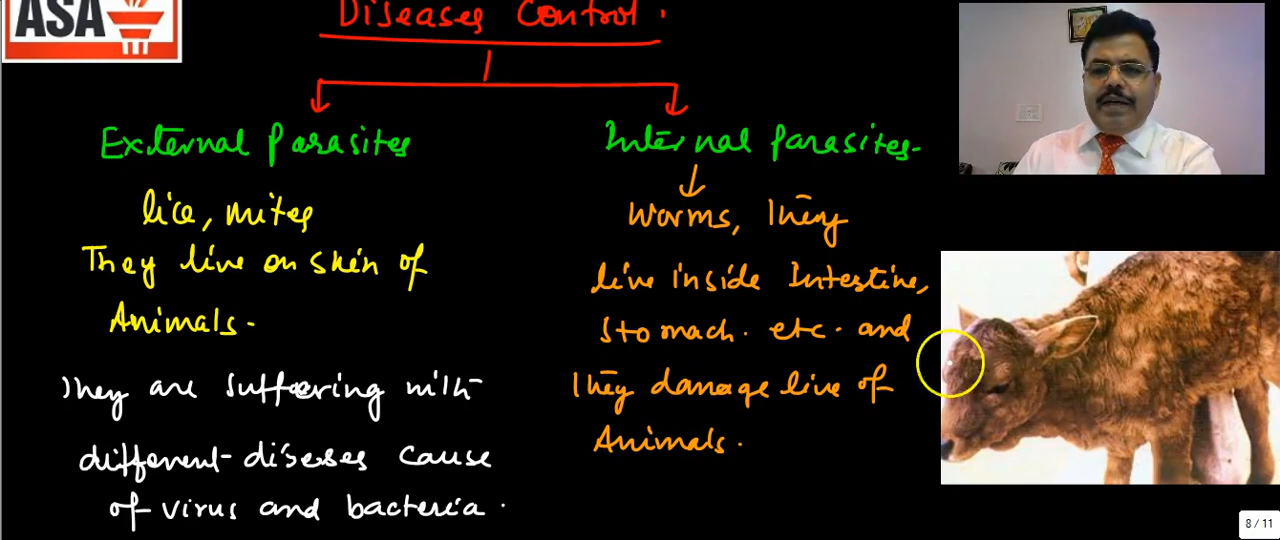 ASA
Diseases Control.
External Parasites
lice, mites
They live on skin of
Animals.
They are suffering with
different diseses cause
of virus and bacteria.
Internal parasites.
Worms, They
live inside Intestine,
Stomach. etc. and
They damage live of
Animals.
8 / 11